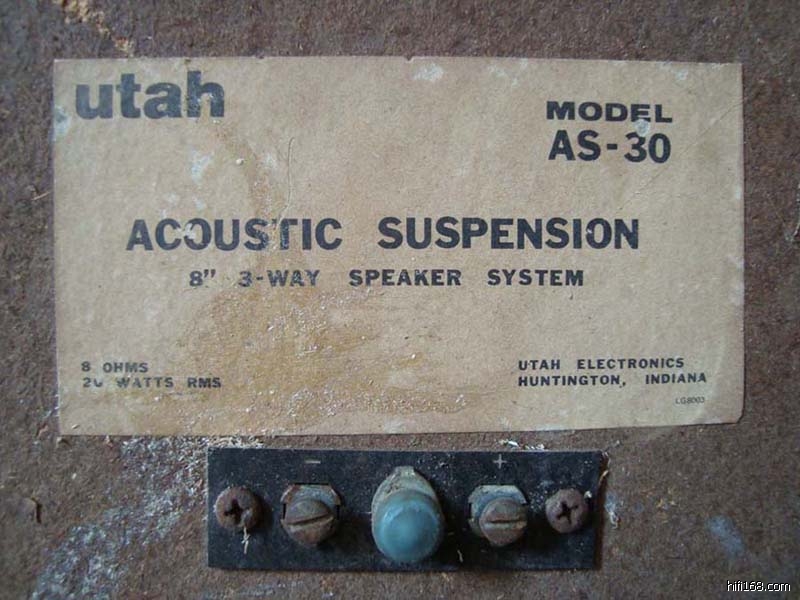 utah
MODEL
AS-30
ACOUSTIC SUSPENSION
8" 3-WAY SPEAKER SYSTEM
8 OHMS
20 WATTS RMS
UTAH ELECTRONICS
HUNTINGTON, INDIANA
LG8003
- +
hifi168.com